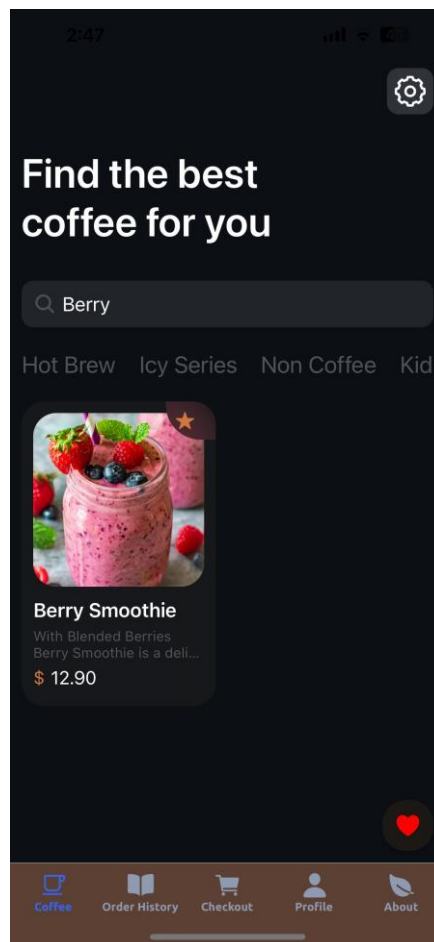 2:47
Find the best
coffee for you
Berry
Hot Brew Icy Series Non Coffee Kid
Berry Smoothie
With Blended Berries
Berry Smoothie is a deli...
$ 12.90
Coffee Order History Checkout Profile About